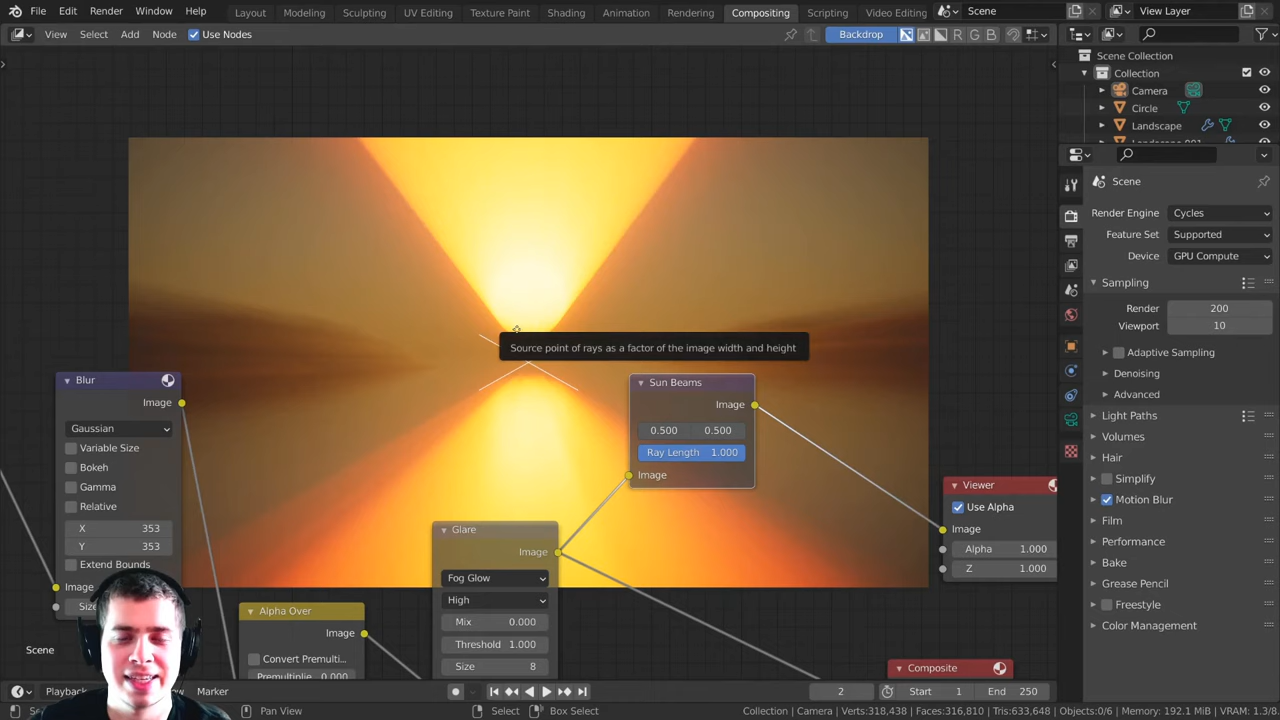 File Edit Render Window Help Layout Modeling Sculpting UV Editing Texture Paint Shading Animation Rendering Compositing Scripting Video Editing Scene View Layer
View Select Add Node Use Nodes Backdrop R G B
Scene Collection
Collection
Camera
Circle
Landscape
Scene
Render Engine Cycles
Feature Set Supported
Device GPU Compute
Sampling
Render 200
Viewport 10
Adaptive Sampling
Denoising
Advanced
Light Paths
Volumes
Hair
Simplify
Motion Blur
Film
Performance
Bake
Grease Pencil
Freestyle
Color Management
Source point of rays as a factor of the image width and height
Blur
Image
Gaussian
Variable Size
Bokeh
Gamma
Relative
X 353
Y 353
Extend Bounds
Image
Alpha Over
Image
Convert Premulti...
Glare
Image
Fog Glow
High
Mix 0.000
Threshold 1.000
Size 8
Sun Beams
Image
0.500 0.500
Ray Length 1.000
Image
Viewer
Use Alpha
Image
Alpha 1.000
Z 1.000
Composite
Scene
Marker 2 Start 1 End 250
Pan View Select Box Select Collection | Camera | Verts:318,438 | Faces:316,810 | Tris:633,648 | Objects:0/6 | Memory: 192.1 MiB | VRAM: 1.3/8